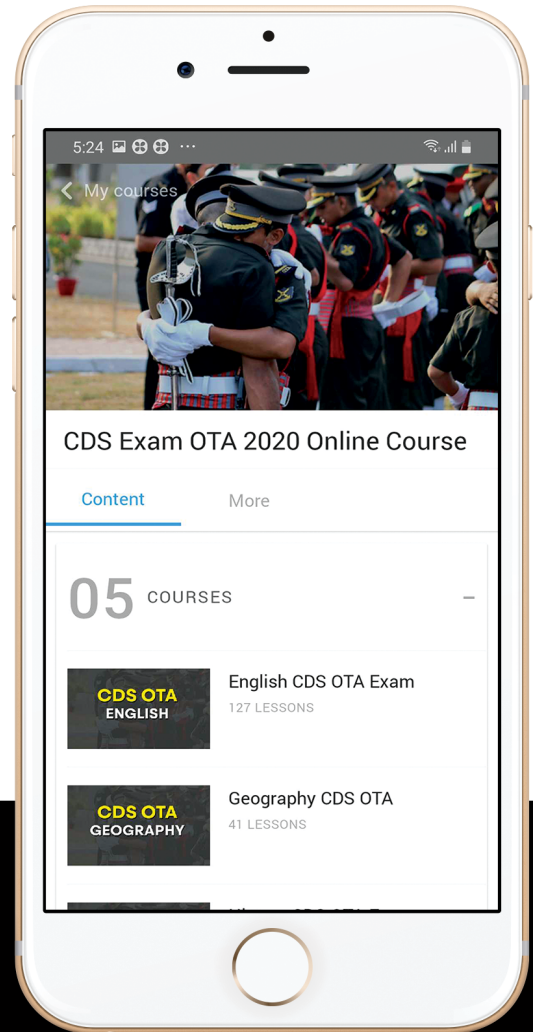 5:24
My courses
CDS Exam OTA 2020 Online Course
Content
More
05 COURSES
CDS OTA
ENGLISH
English CDS OTA Exam
127 LESSONS
CDS OTA
GEOGRAPHY
Geography CDS OTA
41 LESSONS